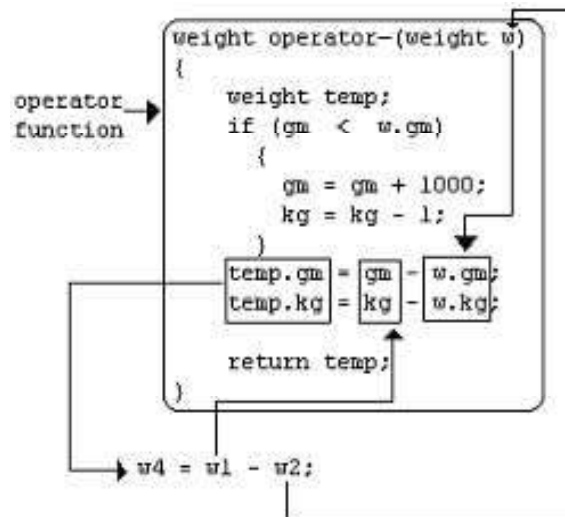 weight operator-(weight w)
{
operator
function
weight temp;
if (gm < w.gm)
{
gm = gm + 1000;
kg = kg - 1;
}
temp.gm = gm - w.gm;
temp.kg = kg - w.kg;
return temp;
}
w4 = w1 - w2;